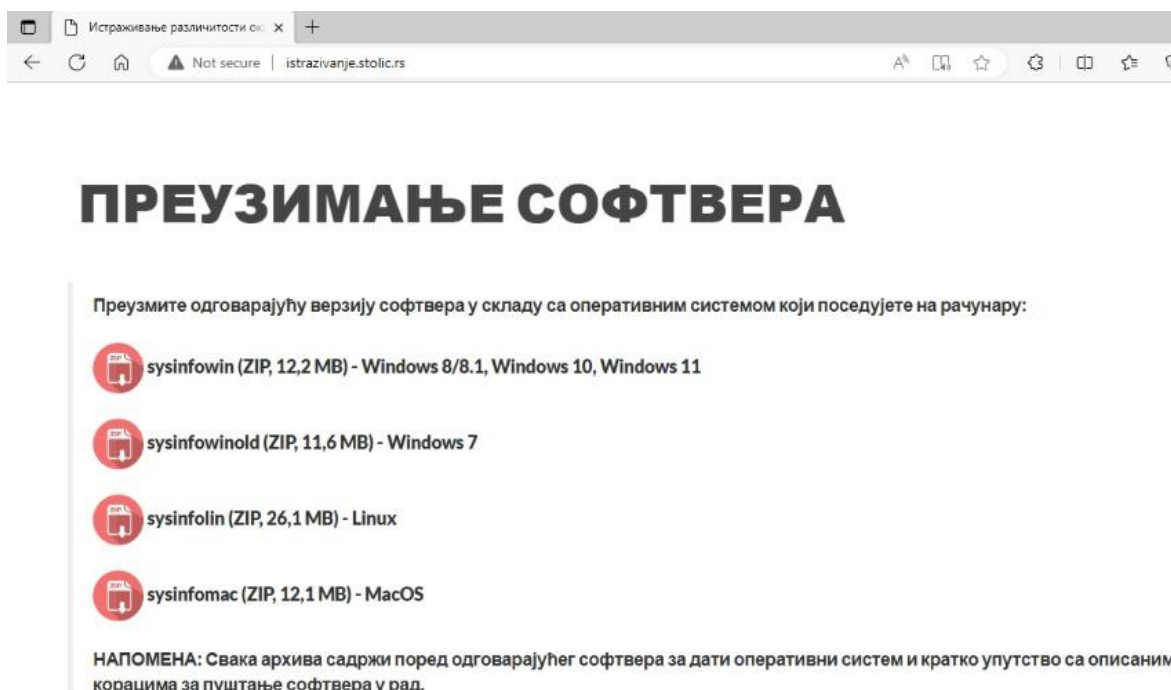 Истраживање различитости ок
Not secure | istrazivanje.stolic.rs
ПРЕУЗИМАЊЕ СОФТВЕРА
Преузмите одговарајућу верзију софтвера у складу са оперативним системом који поседујете на рачунару:
sysinfowin (ZIP, 12,2 MB) - Windows 8/8.1, Windows 10, Windows 11
sysinfowinold (ZIP, 11,6 MB) - Windows 7
sysinfolin (ZIP, 26,1 MB) - Linux
sysinfomac (ZIP, 12,1 MB) - MacOS
НАПОМЕНА: Свака архива садржи поред одговарајућег софтвера за дати оперативни систем и кратко упутство са описаним
корацима за пуштање софтвера у рад.